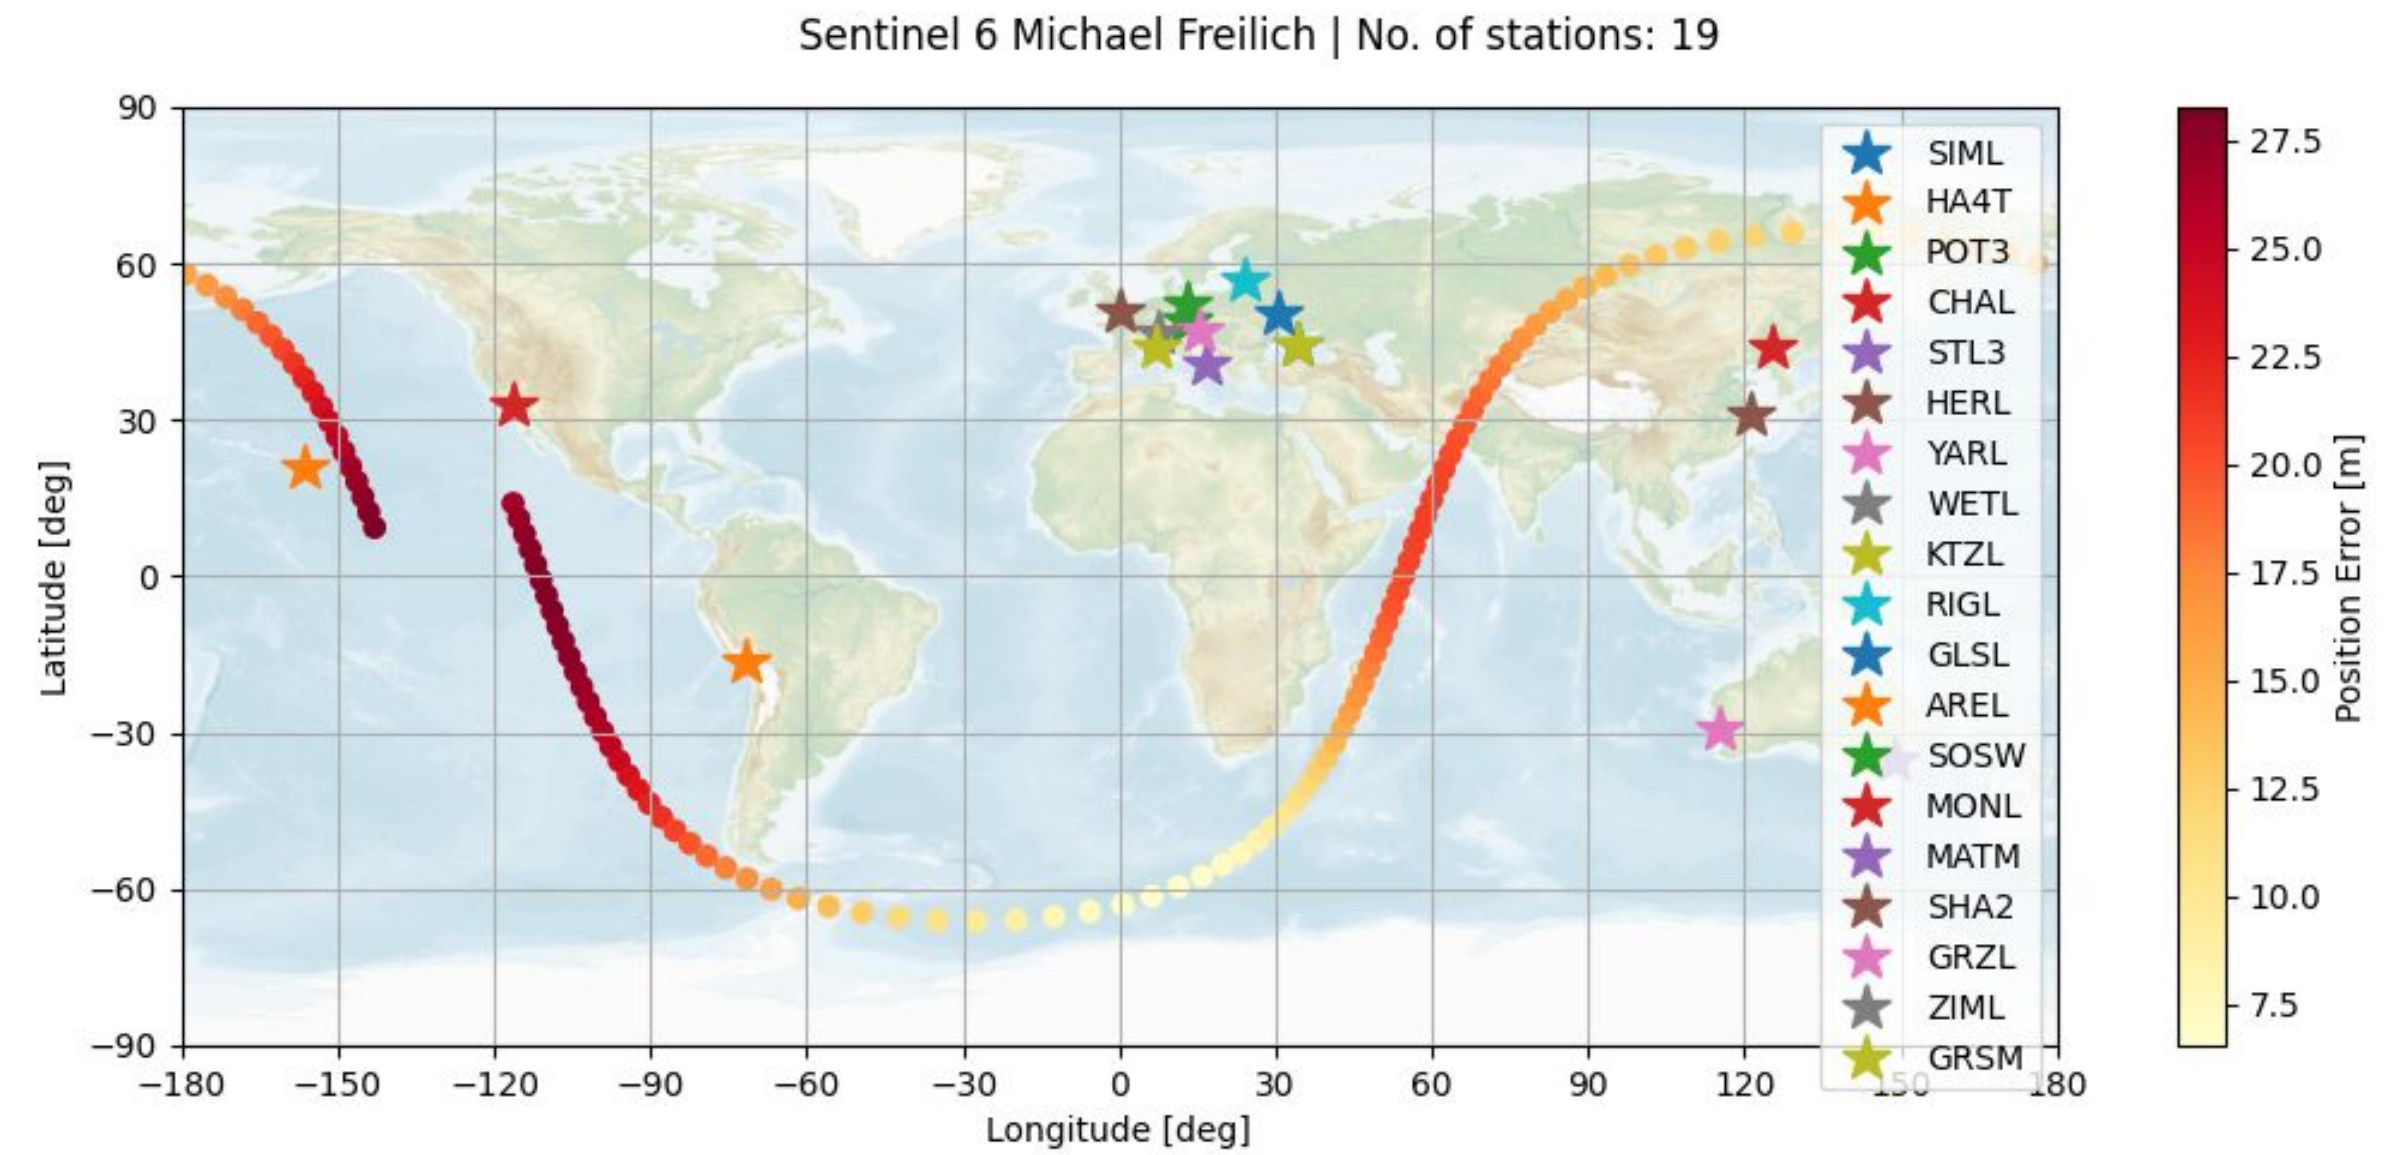 Sentinel 6 Michael Freilich | No. of stations: 19
90
60
30
0
−30
−60
−90
Latitude [deg]
−180 −150 −120 −90 −60 −30 0 30 60 90 120 150 180
Longitude [deg]
SIML
HA4T
POT3
CHAL
STL3
HERL
YARL
WETL
KTZL
RIGL
GLSL
AREL
SOSW
MONL
MATM
SHA2
GRZL
ZIML
GRSM
27.5
25.0
22.5
20.0
17.5
15.0
12.5
10.0
7.5
Position Error [m]